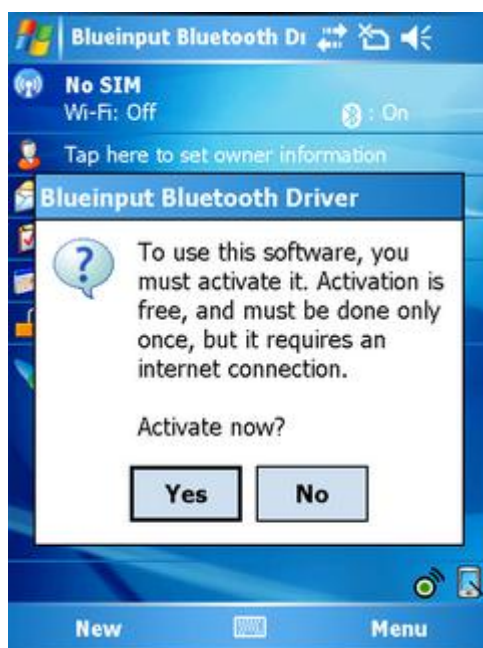 Blueinput Bluetooth Dr
No SIM
Wi-Fi: Off
: On
Tap here to set owner information
Blueinput Bluetooth Driver
To use this software, you
must activate it. Activation is
free, and must be done only
once, but it requires an
internet connection.
Activate now?
Yes
No
New
Menu